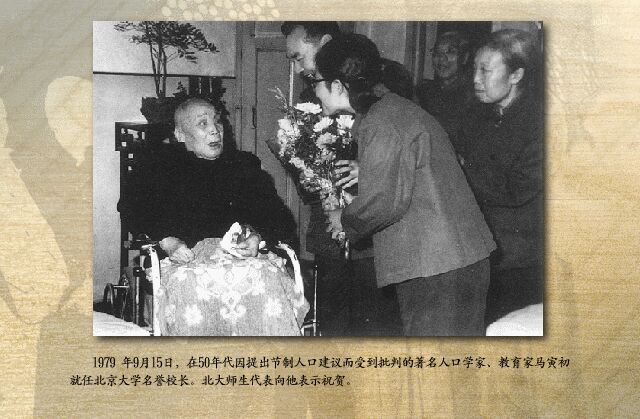 1979 年9月15日，在50年代因提出节制人口建议而受到批判的著名人口学家、教育家马寅初
就任北京大学名誉校长。北大师生代表向他表示祝贺。